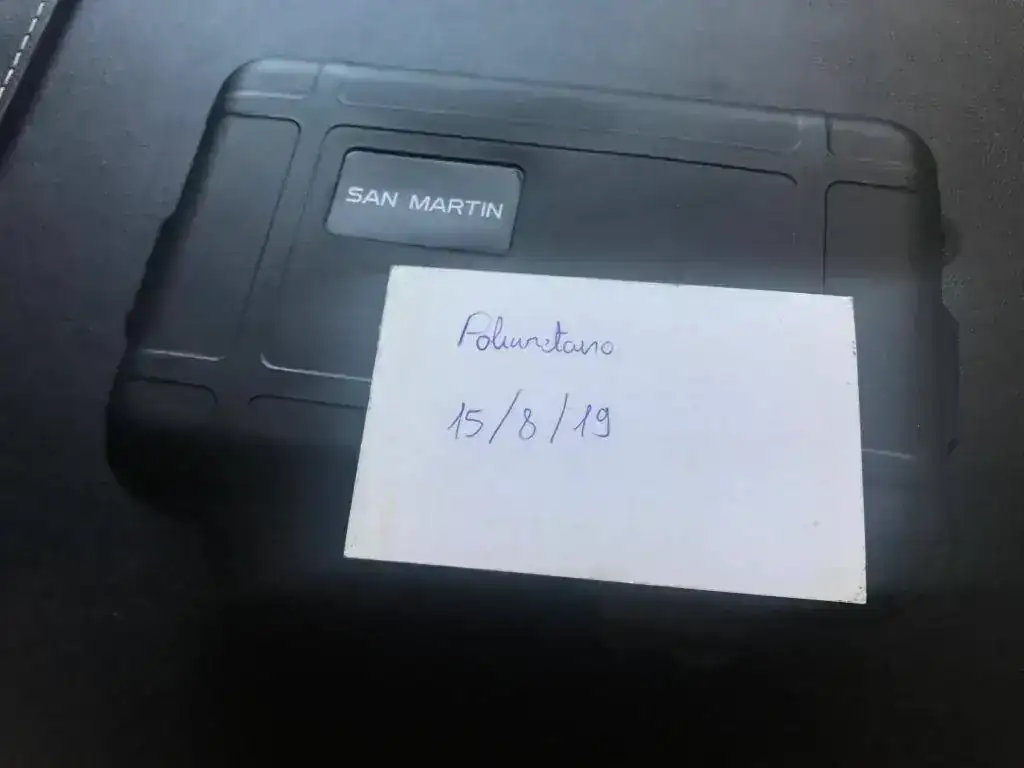 SAN MARTIN
Poliuretano
15/8/19